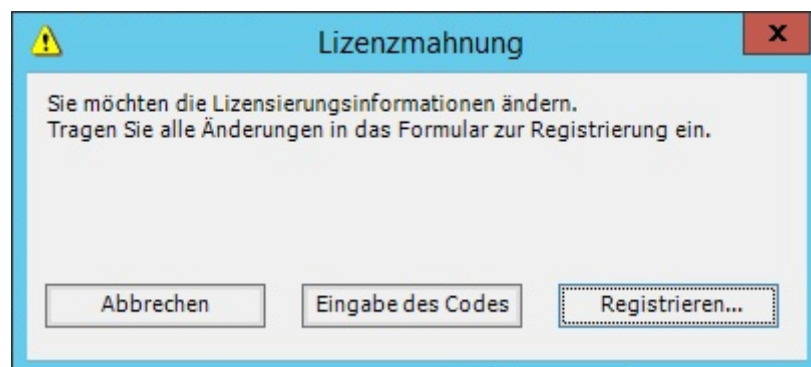 Lizenzmahnung
x
Sie möchten die Lizensierungsinformationen ändern.
Tragen Sie alle Änderungen in das Formular zur Registrierung ein.
Abbrechen
Eingabe des Codes
Registrieren...